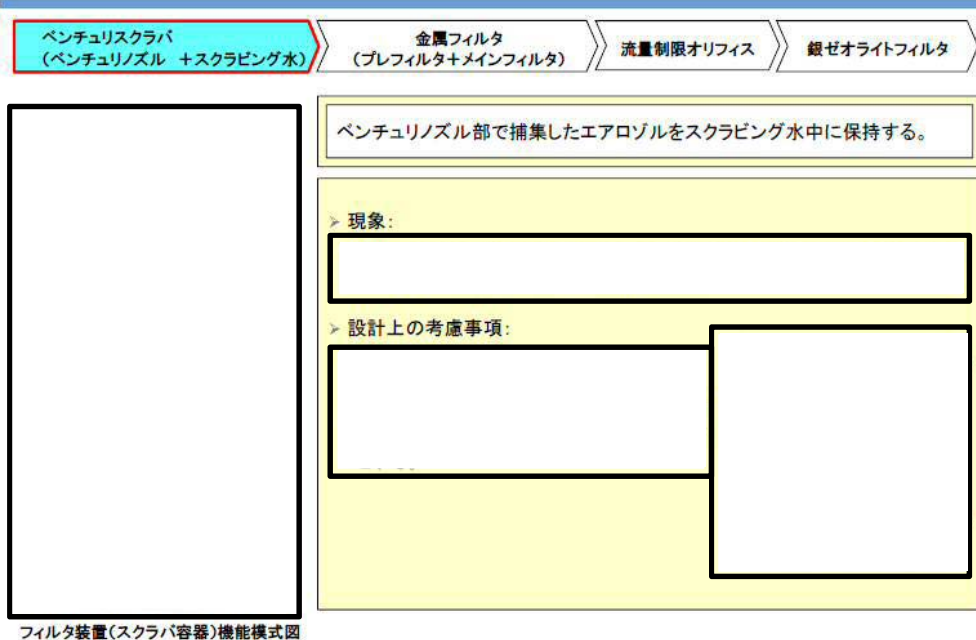 ベンチュリスクラバ
(ベンチュリノズル +スクラビング水)
金属フィルタ
(プレフィルタ+メインフィルタ)
流量制限オリフィス
銀ゼオライトフィルタ
ベンチュリノズル部で捕集したエアロゾルをスクラビング水中に保持する。
➢ 現象:
➢ 設計上の考慮事項:
フィルタ装置(スクラバ容器)機能模式図